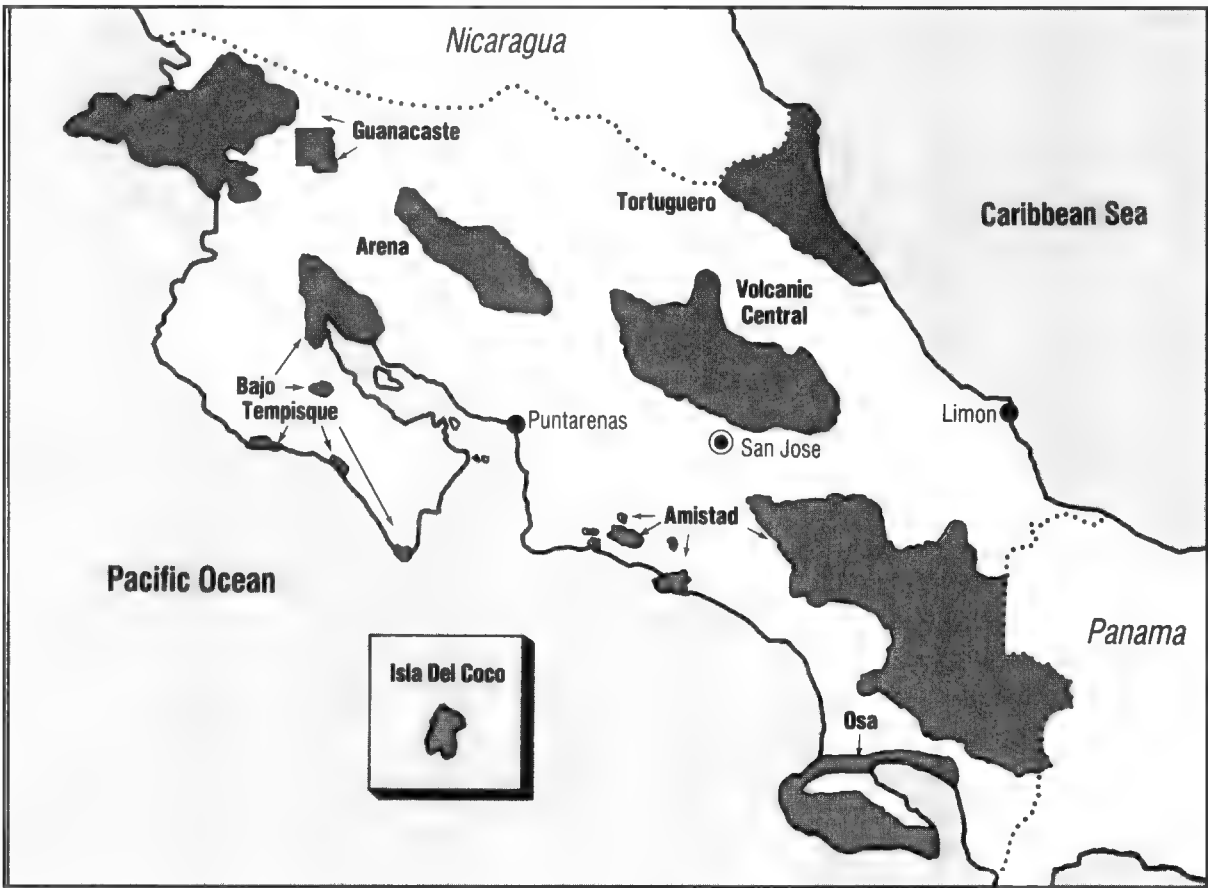 Nicaragua
Guanacaste
Tortuguero
Caribbean Sea
Arena
Volcanic
Central
Bajo
Tempisque
Puntarenas
Limon
San Jose
Amistad
Pacific Ocean
Panama
Isla Del Coco
Osa